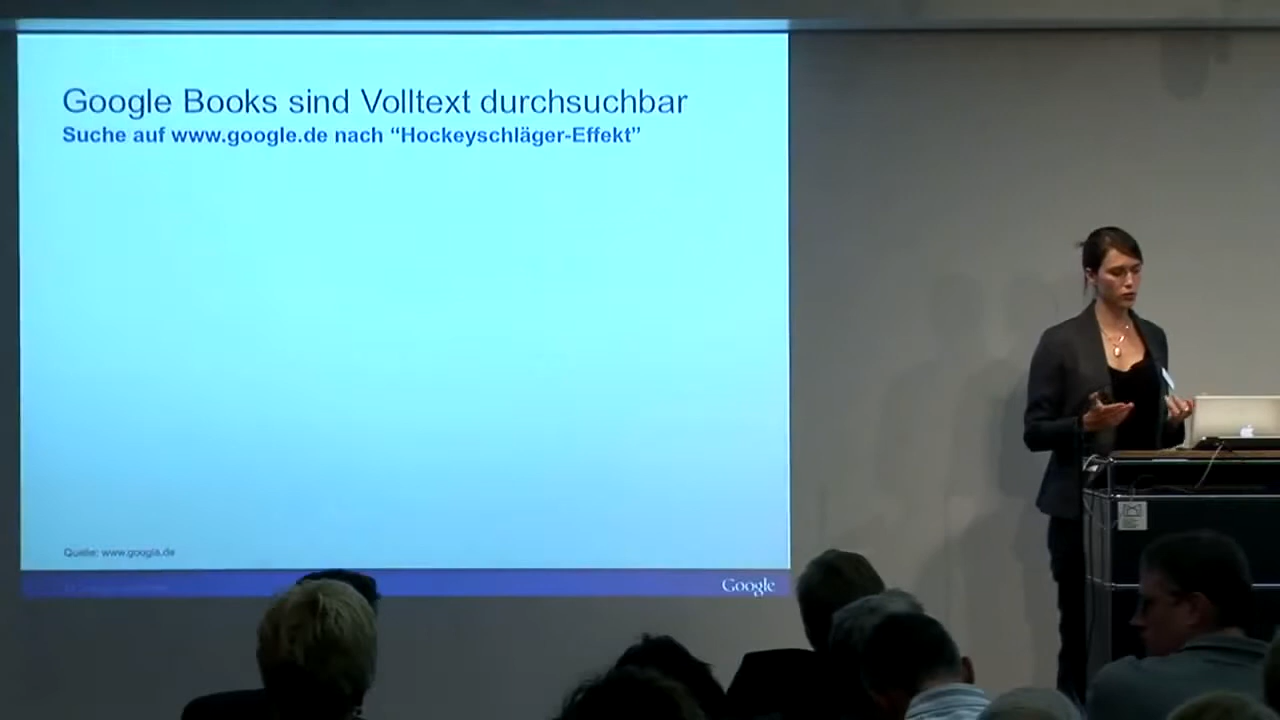 Google Books sind Volltext durchsuchbar
Suche auf www.google.de nach “Hockeyschläger-Effekt”
Quelle: www.google.de
Google